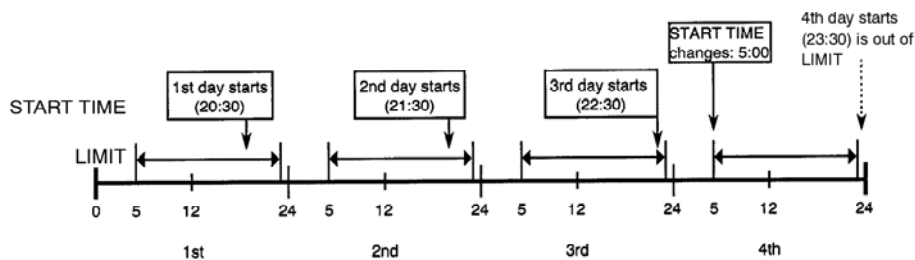 4th day starts
(23:30) is out of
LIMIT
START TIME
changes: 5:00
1st day starts
(20:30)
2nd day starts
(21:30)
3rd day starts
(22:30)
START TIME
LIMIT
0 5 12 24 5 12 24 5 12 24 5 12 24
1st 2nd 3rd 4th